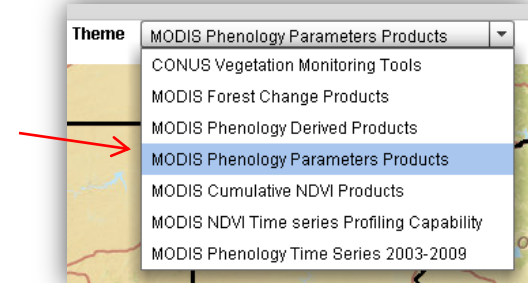 Theme MODIS Phenology Parameters Products
CONUS Vegetation Monitoring Tools
MODIS Forest Change Products
MODIS Phenology Derived Products
MODIS Phenology Parameters Products
MODIS Cumulative NDVI Products
MODIS NDVI Time series Profiling Capability
MODIS Phenology Time Series 2003-2009